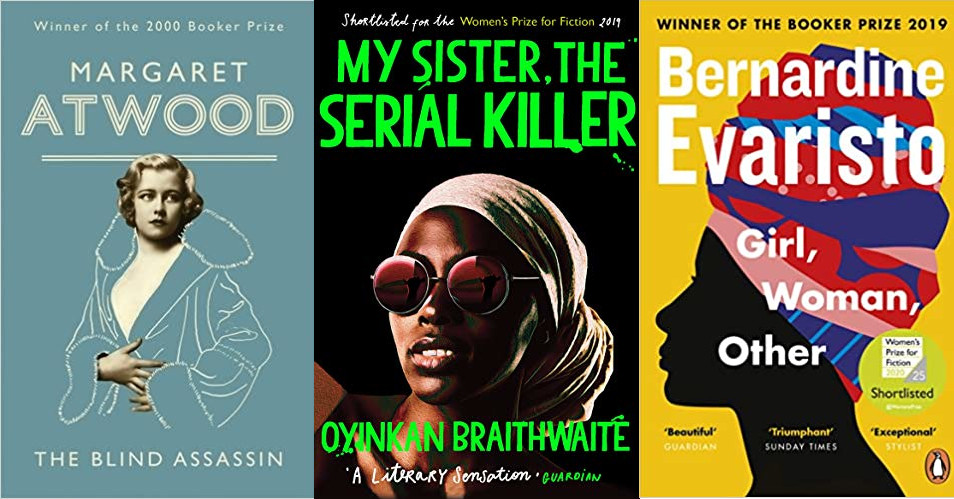 Winner of the 2000 Booker Prize
MARGARET
ATWOOD
THE BLIND ASSASSIN
Shortlisted for the Women's Prize for Fiction 2019
MY SISTER, THE
SERIAL KILLER
OYINKAN BRAITHWAITE
'A LITERARY SENSATION' GUARDIAN
WINNER OF THE BOOKER PRIZE 2019
Bernardine
Evaristo
Girl,
Woman,
Other
Women's
Prize for
Fiction
2020
25
Shortlisted
'Beautiful'
GUARDIAN
'Triumphant'
SUNDAY TIMES
'Exceptional'
STYLIST